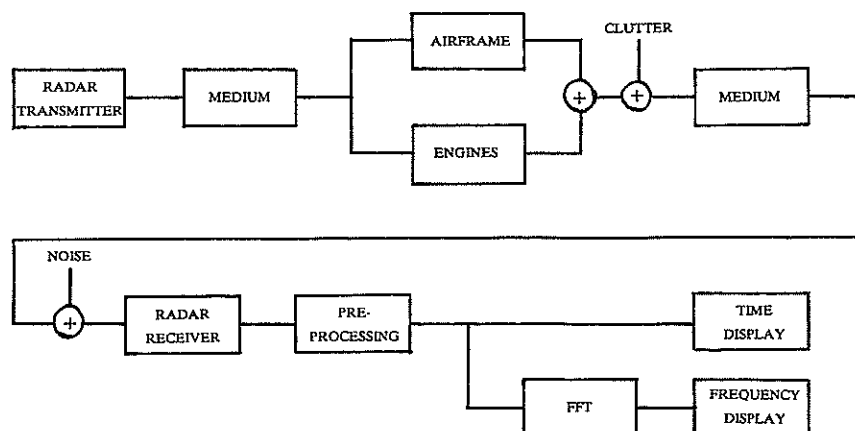 AIRFRAME
CLUTTER
RADAR
TRANSMITTER
MEDIUM
+
+
MEDIUM
ENGINES
NOISE
+
RADAR
RECEIVER
PRE-
PROCESSING
TIME
DISPLAY
FFT
FREQUENCY
DISPLAY